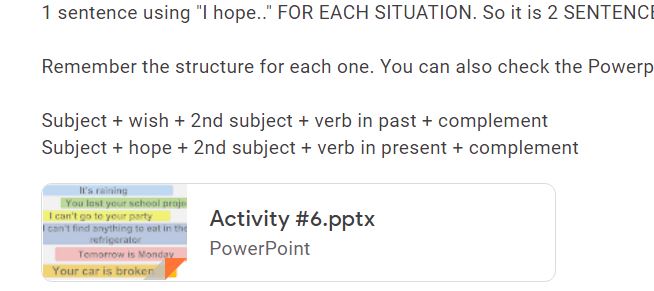 1 sentence using "I hope.." FOR EACH SITUATION. So it is 2 SENTENCE
Remember the structure for each one. You can also check the Powerp
Subject + wish + 2nd subject + verb in past + complement
Subject + hope + 2nd subject + verb in present + complement
It's raining
You lost your school proje
I can't go to your party
I can't find anything to eat in the
refrigerator
Tomorrow is Monday
Your car is broken
Activity #6.pptx
PowerPoint